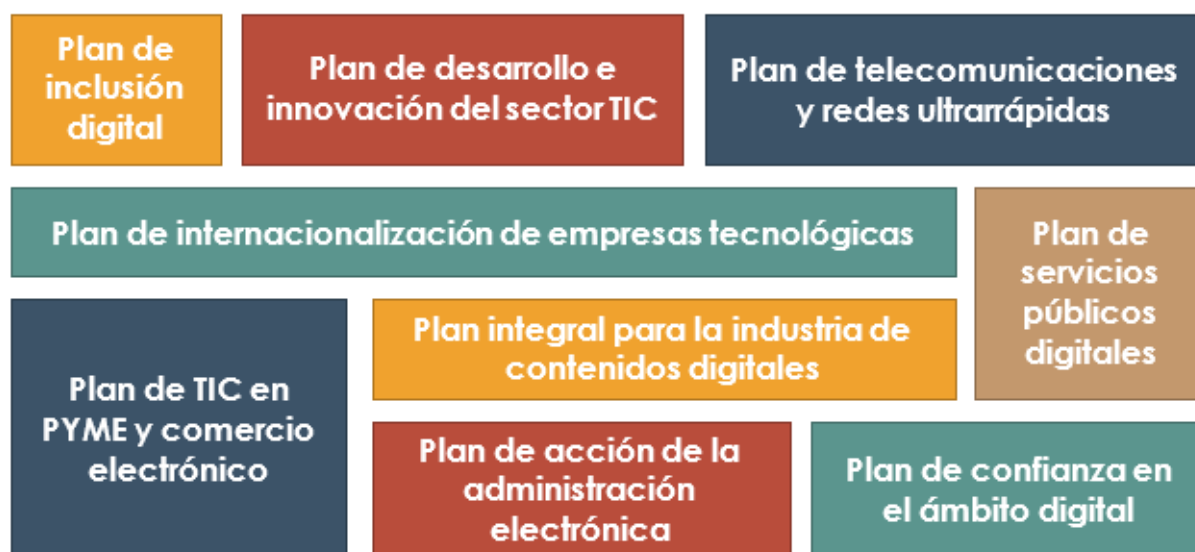 Plan de
inclusión
digital
Plan de desarrollo e
innovación del sector TIC
Plan de telecomunicaciones
y redes ultrarrápidas
Plan de internacionalización de empresas tecnológicas
Plan de
servicios
públicos
digitales
Plan de TIC en
PYME y comercio
electrónico
Plan integral para la industria de
contenidos digitales
Plan de acción de la
administración
electrónica
Plan de confianza en
el ámbito digital